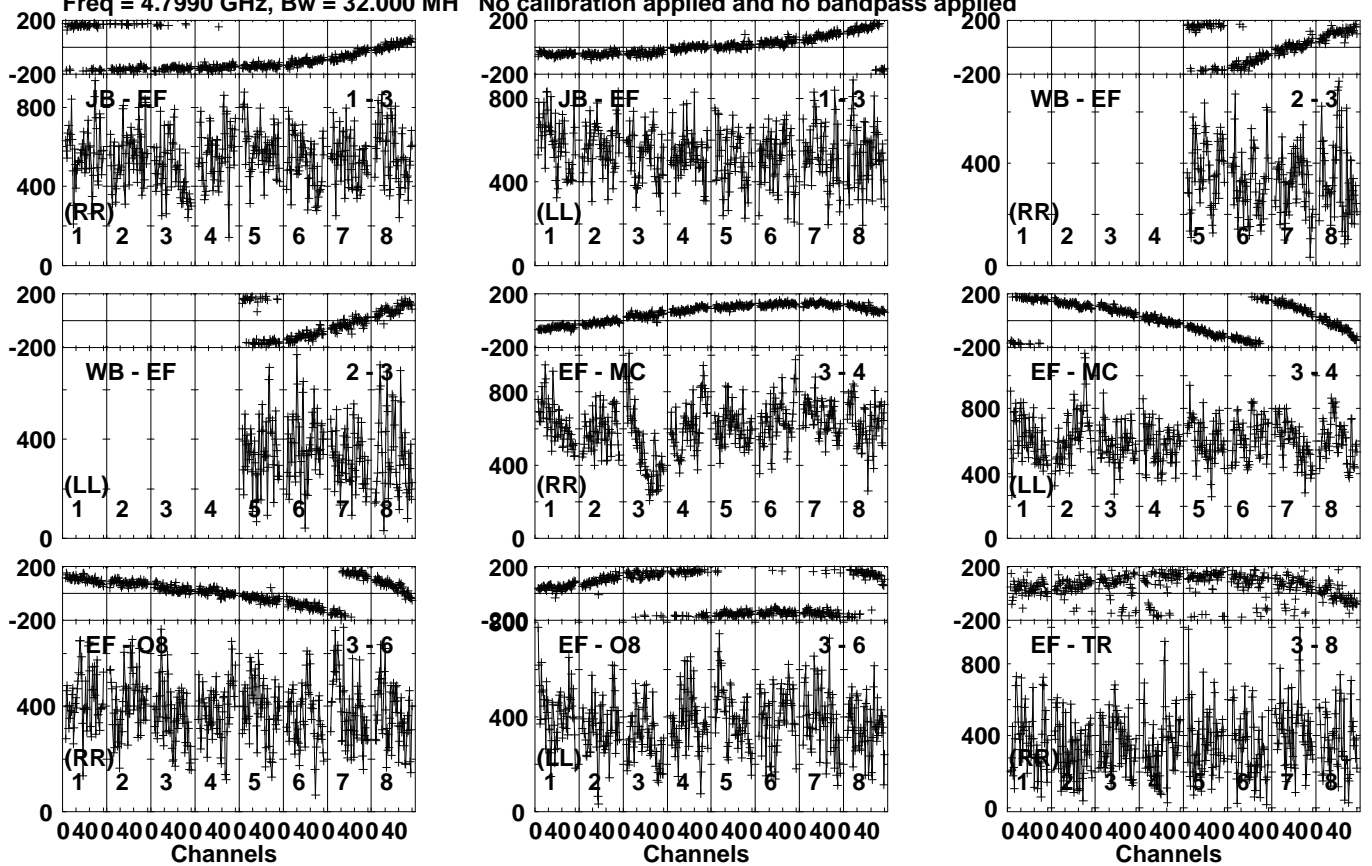 Freq = 4.7990 GHz, Bw = 32.000 MH No calibration applied and no bandpass applied
200
-200
JB - EF 1 - 3
800
400
(RR)
1 2 3 4 5 6 7 8
0
200
-200
JB - EF 1 - 3
800
400
(LL)
1 2 3 4 5 6 7 8
0
200
-200
WB - EF 2 - 3
400
(RR)
1 2 3 4 5 6 7 8
0
200
-200
WB - EF 2 - 3
400
(LL)
1 2 3 4 5 6 7 8
0
200
-200
EF - MC 3 - 4
800
400
(RR)
1 2 3 4 5 6 7 8
0
200
-200
EF - MC 3 - 4
800
400
(LL)
1 2 3 4 5 6 7 8
0
200
-200
EF - O8 3 - 6
400
(RR)
1 2 3 4 5 6 7 8
0
0 40 0 40 0 40 0 40 0 40 0 40 0 40 0 40
Channels
200
-200
800
EF - O8 3 - 6
400
(LL)
1 2 3 4 5 6 7 8
0
0 40 0 40 0 40 0 40 0 40 0 40 0 40 0 40
Channels
200
-200
EF - TR 3 - 8
800
400
(RR)
1 2 3 4 5 6 7 8
0
0 40 0 40 0 40 0 40 0 40 0 40 0 40 0 40
Channels